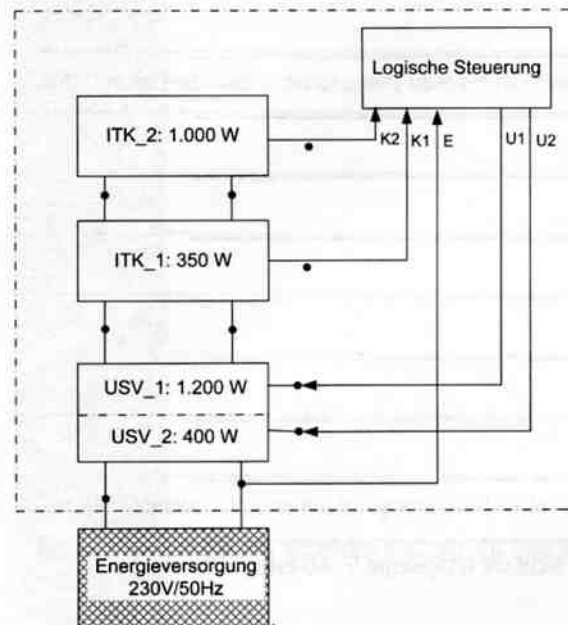 Logische Steuerung
ITK_2: 1.000 W
K2 K1 E U1 U2
ITK_1: 350 W
USV_1: 1.200 W
USV_2: 400 W
Energieversorgung
230V/50Hz